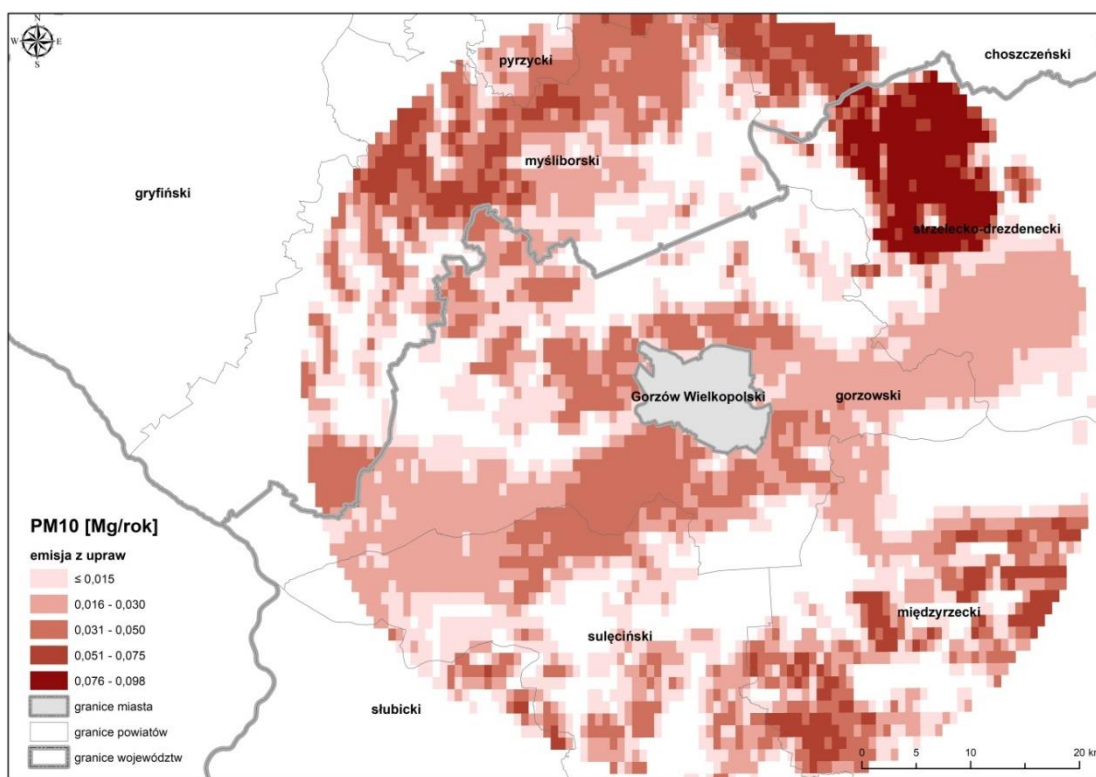 N
W E
S
pyrzycki
choszczeński
myśliborski
gryfiński
strzelecko-drezdenecki
Gorzów Wielkopolski
gorzowski
PM10 [Mg/rok]
emisja z upraw
≤ 0,015
0,016 - 0,030
0,031 - 0,050
0,051 - 0,075
0,076 - 0,098
granice miasta
granice powiatów
granice województw
międzyrzecki
sulęciński
słubicki
0 5 10 20 km